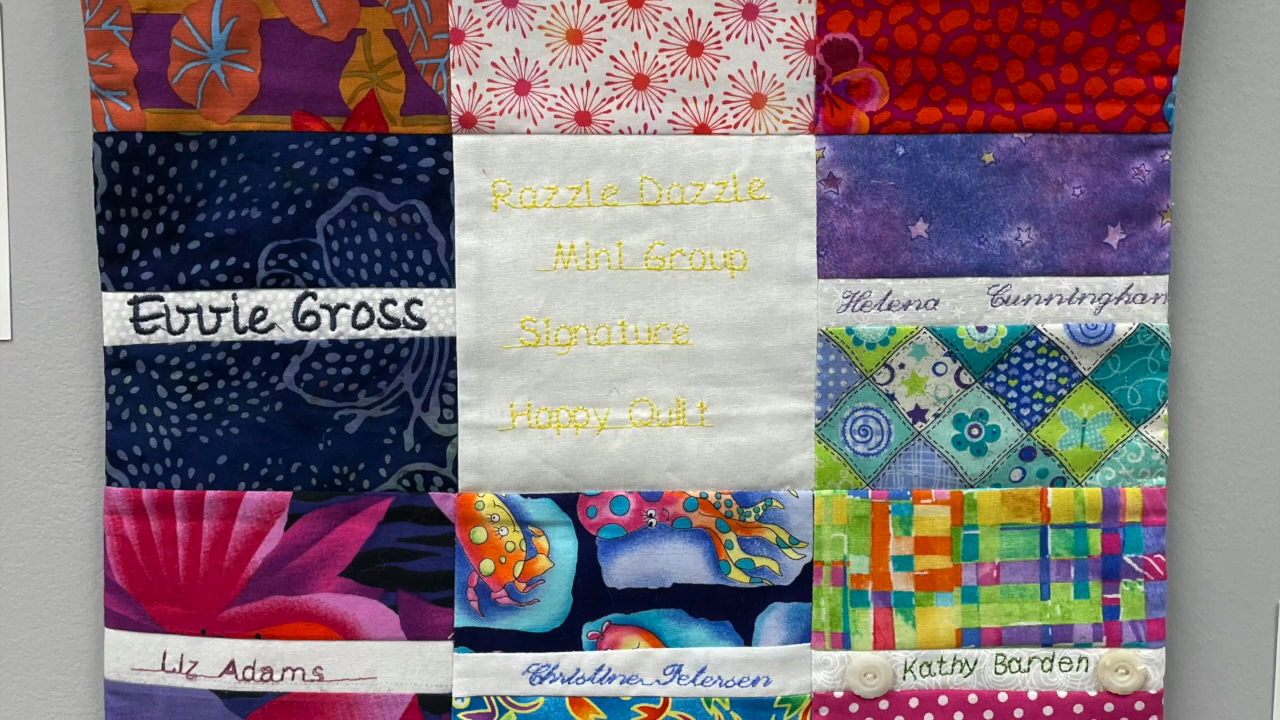 Razzle Dazzle
Mini Group
Signature
Happy Quilt
Evvie Gross
Helena Cunningham
Liz Adams
Christine Petersen
Kathy Barden